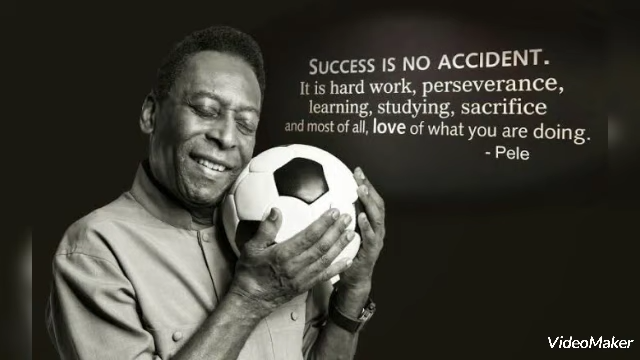 SUCCESS IS NO ACCIDENT.
It is hard work, perseverance,
learning, studying, sacrifice
and most of all, love of what you are doing.
- Pele
VideoMaker